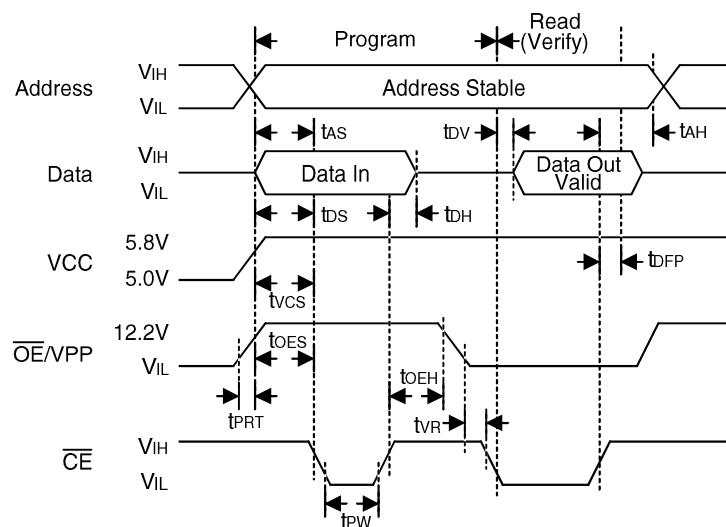 Program
Read
(Verify)
Address
VIH
VIL
Address Stable
tAS
tDV
tAH
Data
VIH
VIL
Data In
Data Out
Valid
tDS
tDH
VCC
5.8V
5.0V
tDFP
tVCS
OE/VPP
12.2V
VIL
tOES
tOEH
tPRT
tVR
CE
VIH
VIL
tPW